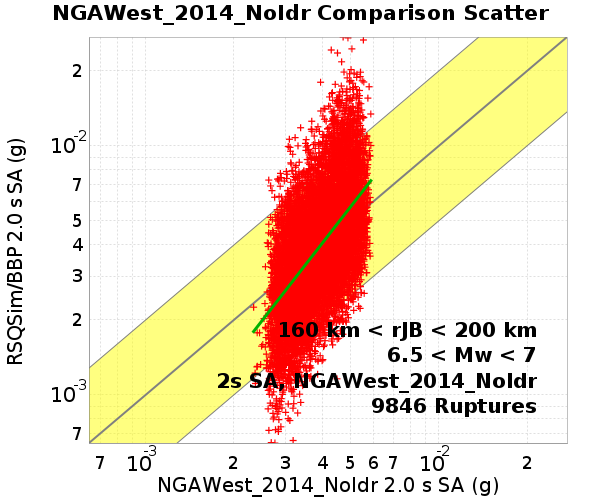 NGAWest_2014_NoIdr Comparison Scatter
RSQSim/BBP 2.0 s SA (g)
2
10-2
7
5
4
3
2
10-3
7
160 km < rJB < 200 km
6.5 < Mw < 7
2s SA, NGAWest_2014_NoIdr
9846 Ruptures
7 10-3 2 3 4 5 6 7 10-2 2
NGAWest_2014_NoIdr 2.0 s SA (g)